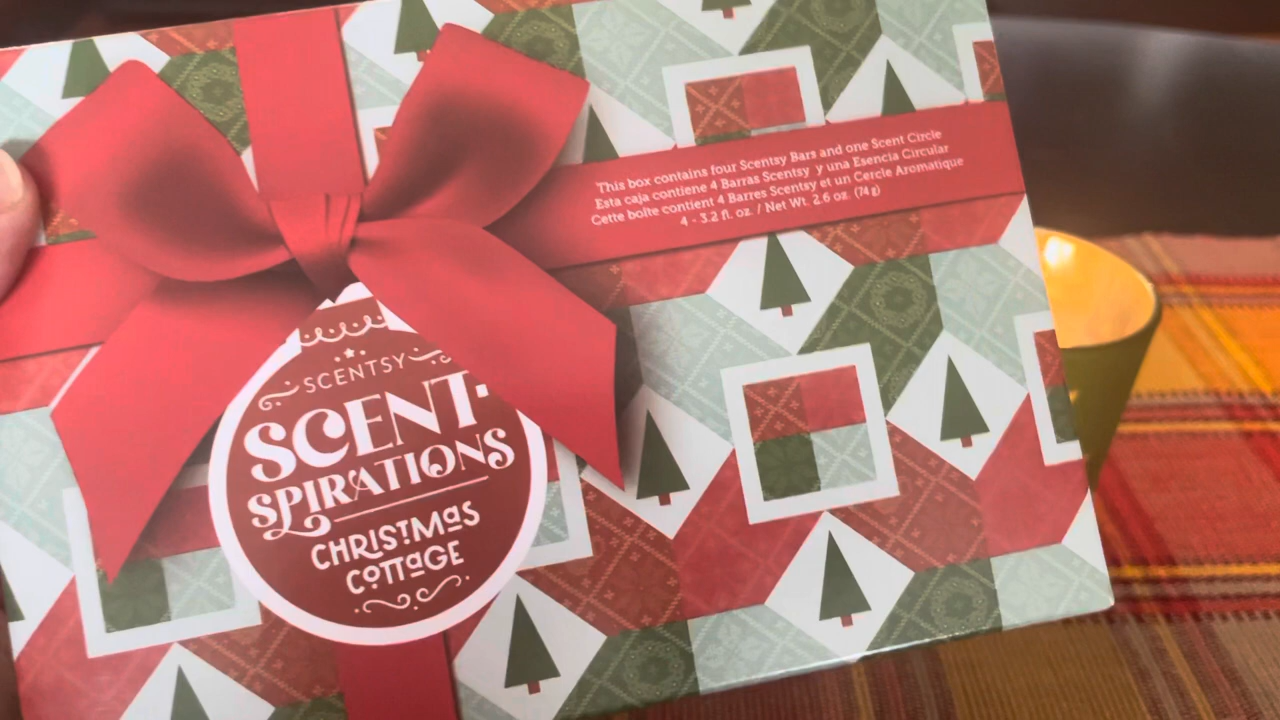 This box contains four Scentsy Bars and one Scent Circle
Esta caja contiene 4 Barras Scentsy y una Esencia Circular
Cette boîte contient 4 Barres Scentsy et un Cercle Aromatique
4 - 3.2 fl. oz. / Net Wt. 2.6 oz. (74 g)
SCENTSY
SCENT-
SPIRATIONS
CHRISTMAS
COTTAGE